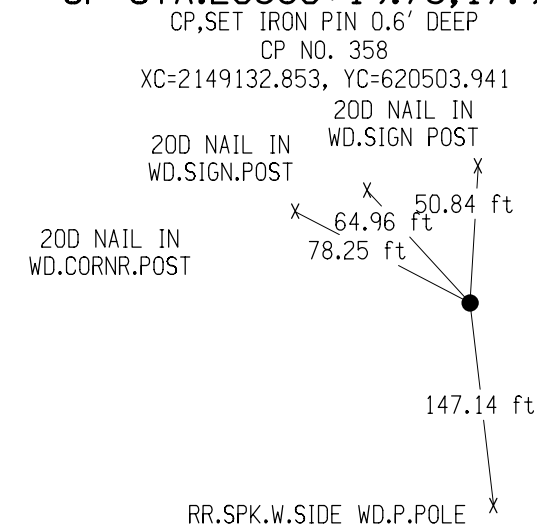 CP,SET IRON PIN 0.6' DEEP
CP NO. 358
XC=2149132.853, YC=620503.941
20D NAIL IN
WD.SIGN POST
20D NAIL IN
WD.SIGN.POST
50.84 ft
64.96 ft
78.25 ft
20D NAIL IN
WD.CORNR.POST
147.14 ft
RR.SPK.W.SIDE WD.P.POLE